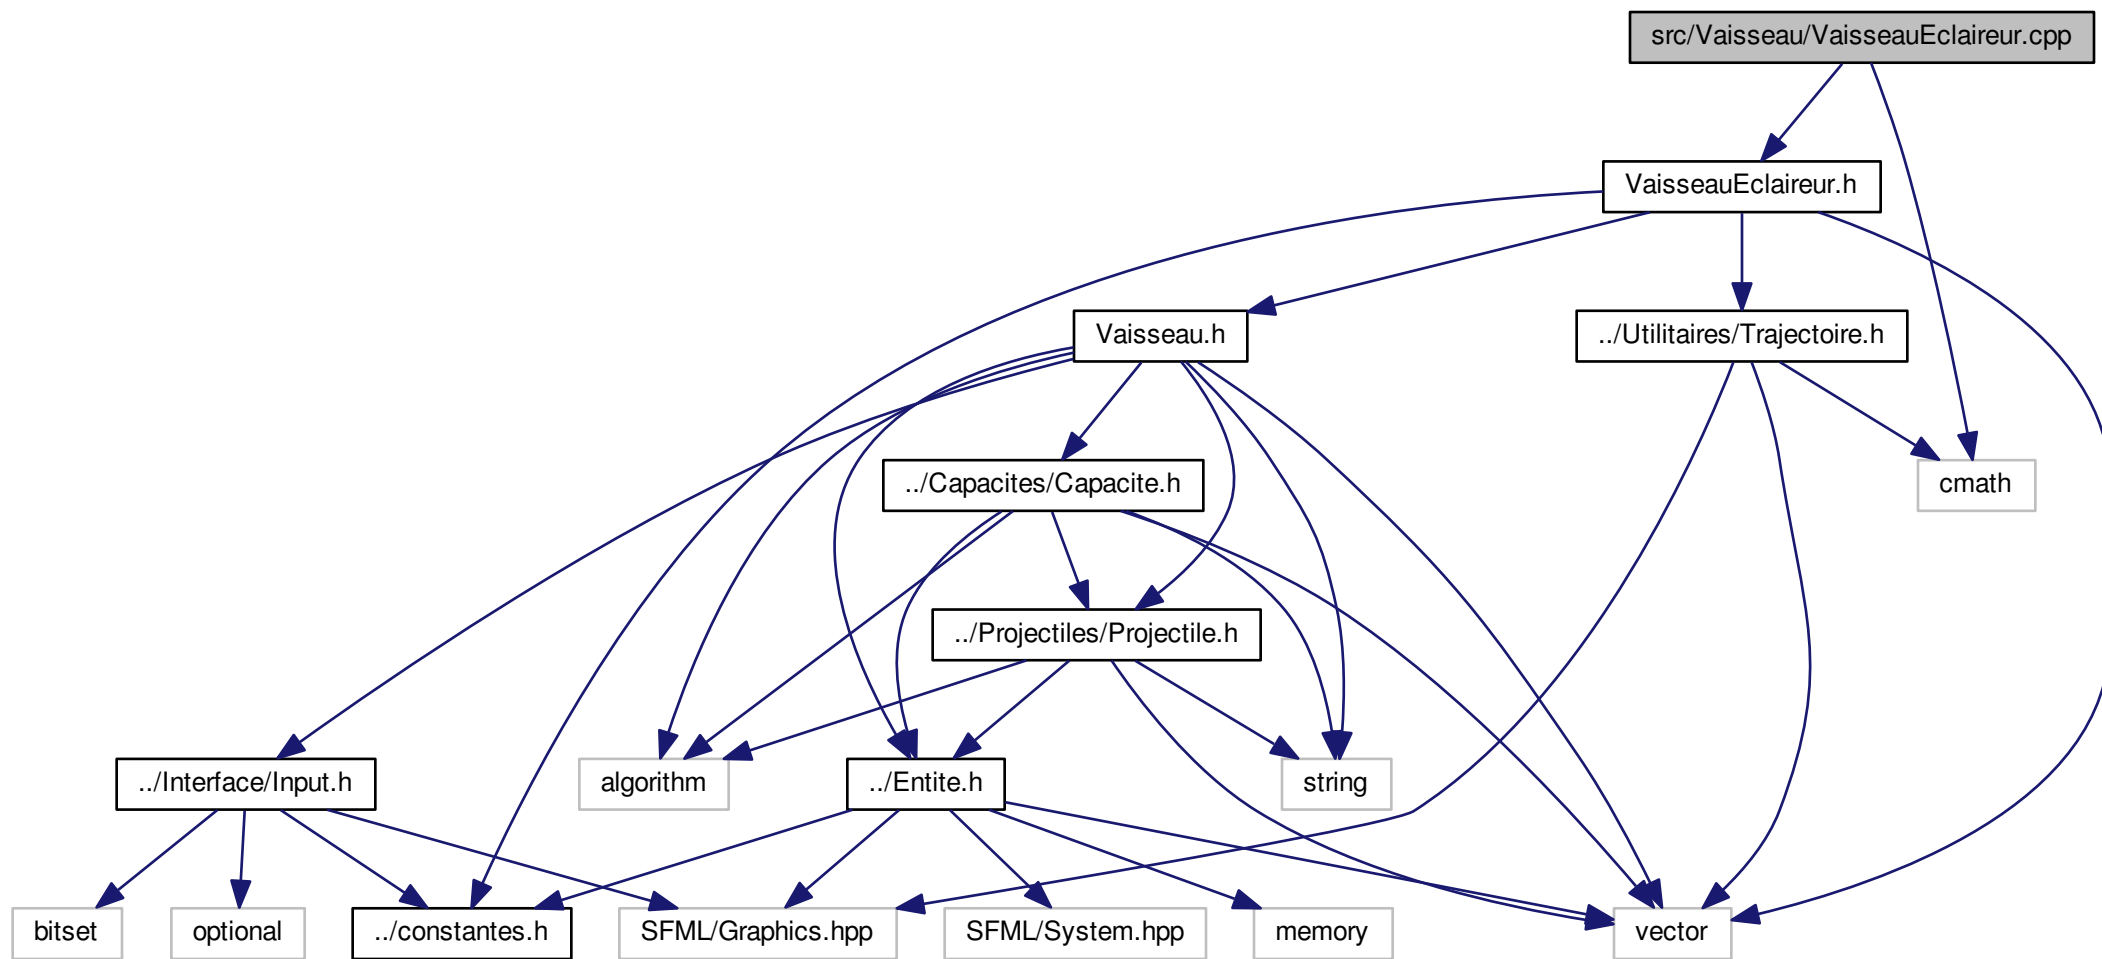 src/Vaisseau/VaisseauEclaireur.cpp
VaisseauEclaireur.h
Vaisseau.h
../Utilitaires/Trajectoire.h
../Capacites/Capacite.h
cmath
../Projectiles/Projectile.h
../Interface/Input.h
algorithm
../Entite.h
string
bitset
optional
../constantes.h
SFML/Graphics.hpp
SFML/System.hpp
memory
vector